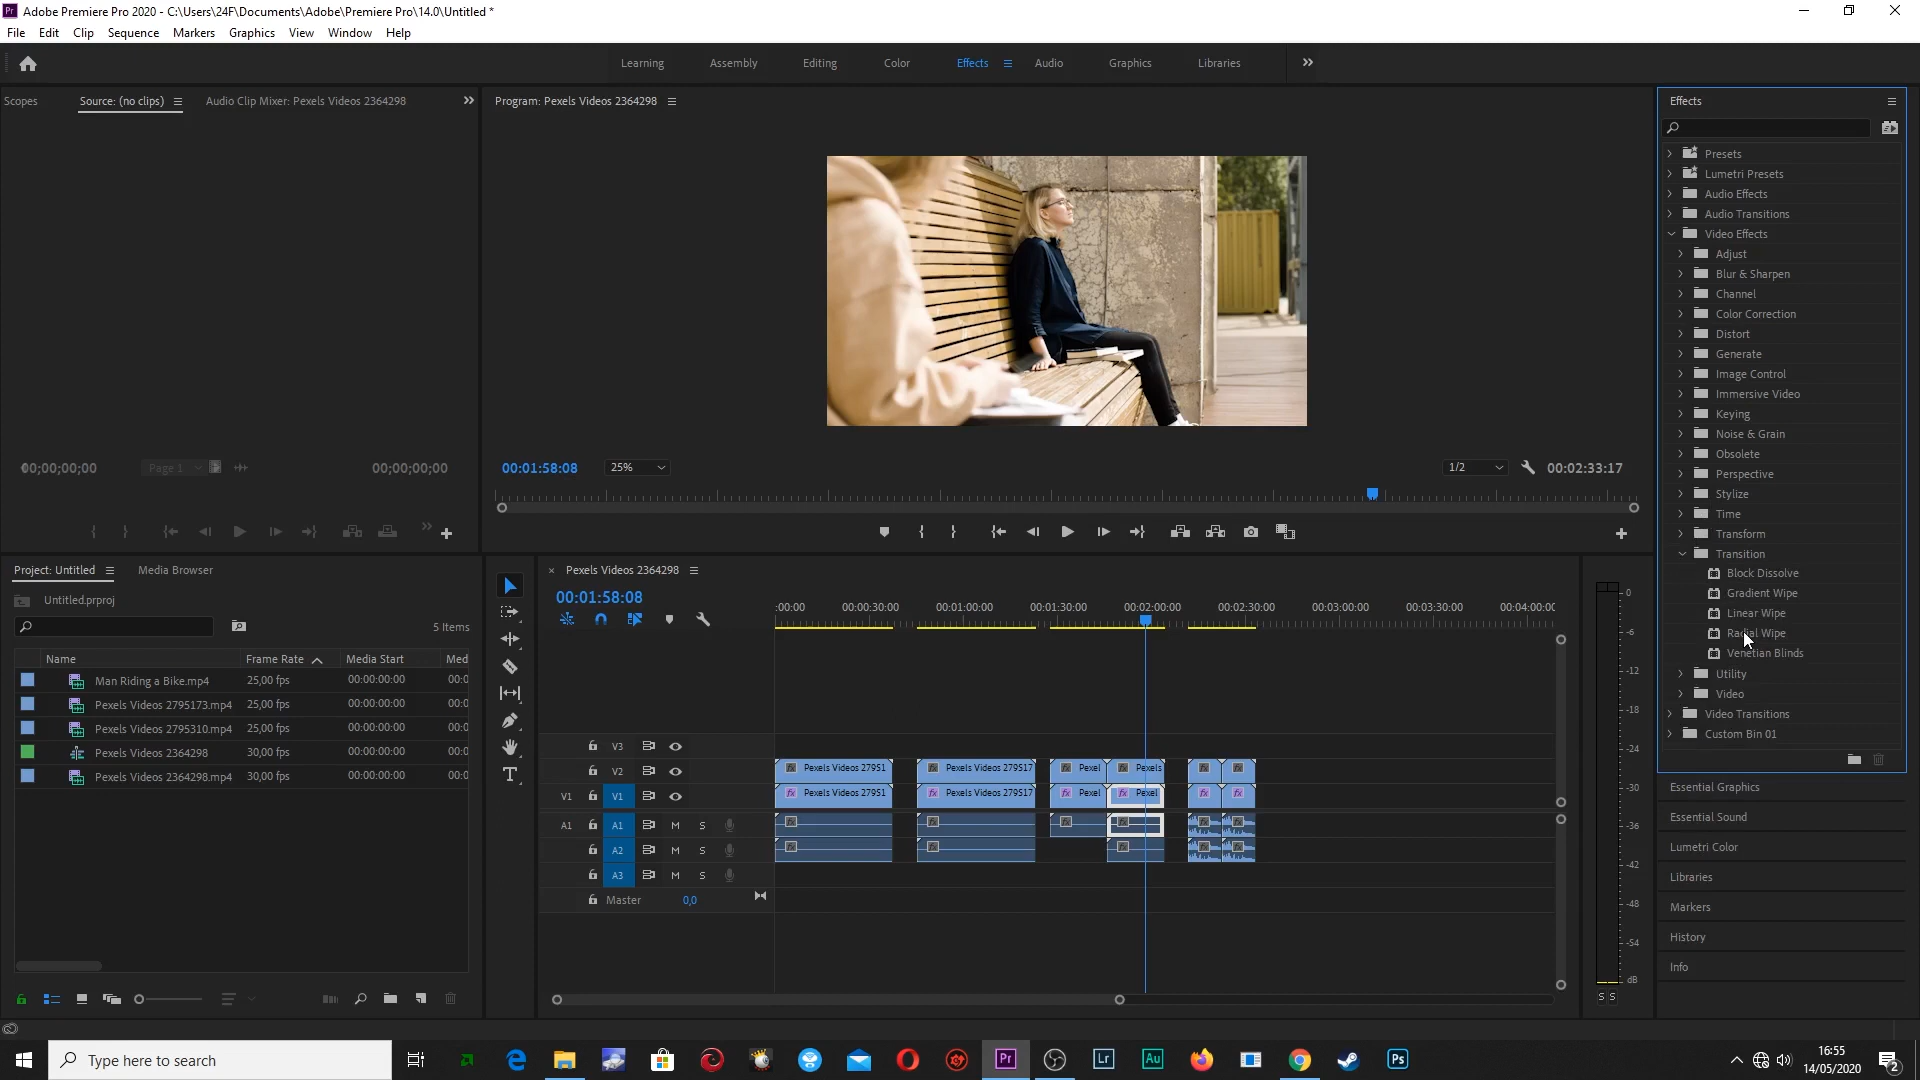 Adobe Premiere Pro 2020 - C:\Users\24F\Documents\Adobe\Premiere Pro\14.0\Untitled *
File Edit Clip Sequence Markers Graphics View Window Help
Learning Assembly Editing Color Effects Audio Graphics Libraries
Scopes Source: (no clips) Audio Clip Mixer: Pexels Videos 2364298
Program: Pexels Videos 2364298
Effects
Presets
Lumetri Presets
Audio Effects
Audio Transitions
Video Effects
Adjust
Blur & Sharpen
Channel
Color Correction
Distort
Generate
Image Control
Immersive Video
Keying
Noise & Grain
Obsolete
Perspective
Stylize
Time
Transform
Transition
Block Dissolve
Gradient Wipe
Linear Wipe
Radial Wipe
Venetian Blinds
Utility
Video
Video Transitions
Custom Bin 01
Essential Graphics
Essential Sound
Lumetri Color
Libraries
Markers
History
Info
00;00;00;00 Page 1 00;00;00;00
00:01:58:08 25% 1/2 00:02:33:17
Project: Untitled Media Browser
Untitled.prproj
5 Items
Name Frame Rate Media Start Med
Man Riding a Bike.mp4 25,00 fps 00:00:00:00 00:0
Pexels Videos 2795173.mp4 25,00 fps 00:00:00:00 00:0
Pexels Videos 2795310.mp4 25,00 fps 00:00:00:00 00:0
Pexels Videos 2364298 30,00 fps 00:00:00:00 00:0
Pexels Videos 2364298.mp4 30,00 fps 00:00:00:00 00:0
Pexels Videos 2364298
00:01:58:08
:00:00 00:00:30:00 00:01:00:00 00:01:30:00 00:02:00:00 00:02:30:00 00:03:00:00 00:03:30:00 00:04:00:0
V3
V2 Pexels Videos 27951 Pexels Videos 279517 Pexel Pexels
V1 V1 Pexels Videos 27951 Pexels Videos 279517 Pexel Pexel
A1 A1 M S
A2 M S
A3 M S
Master 0,0
0
-6
-12
-18
-24
-30
-36
-42
-48
-54
dB
S S
Type here to search
Pr Lr Au Ps
16:55
14/05/2020
2